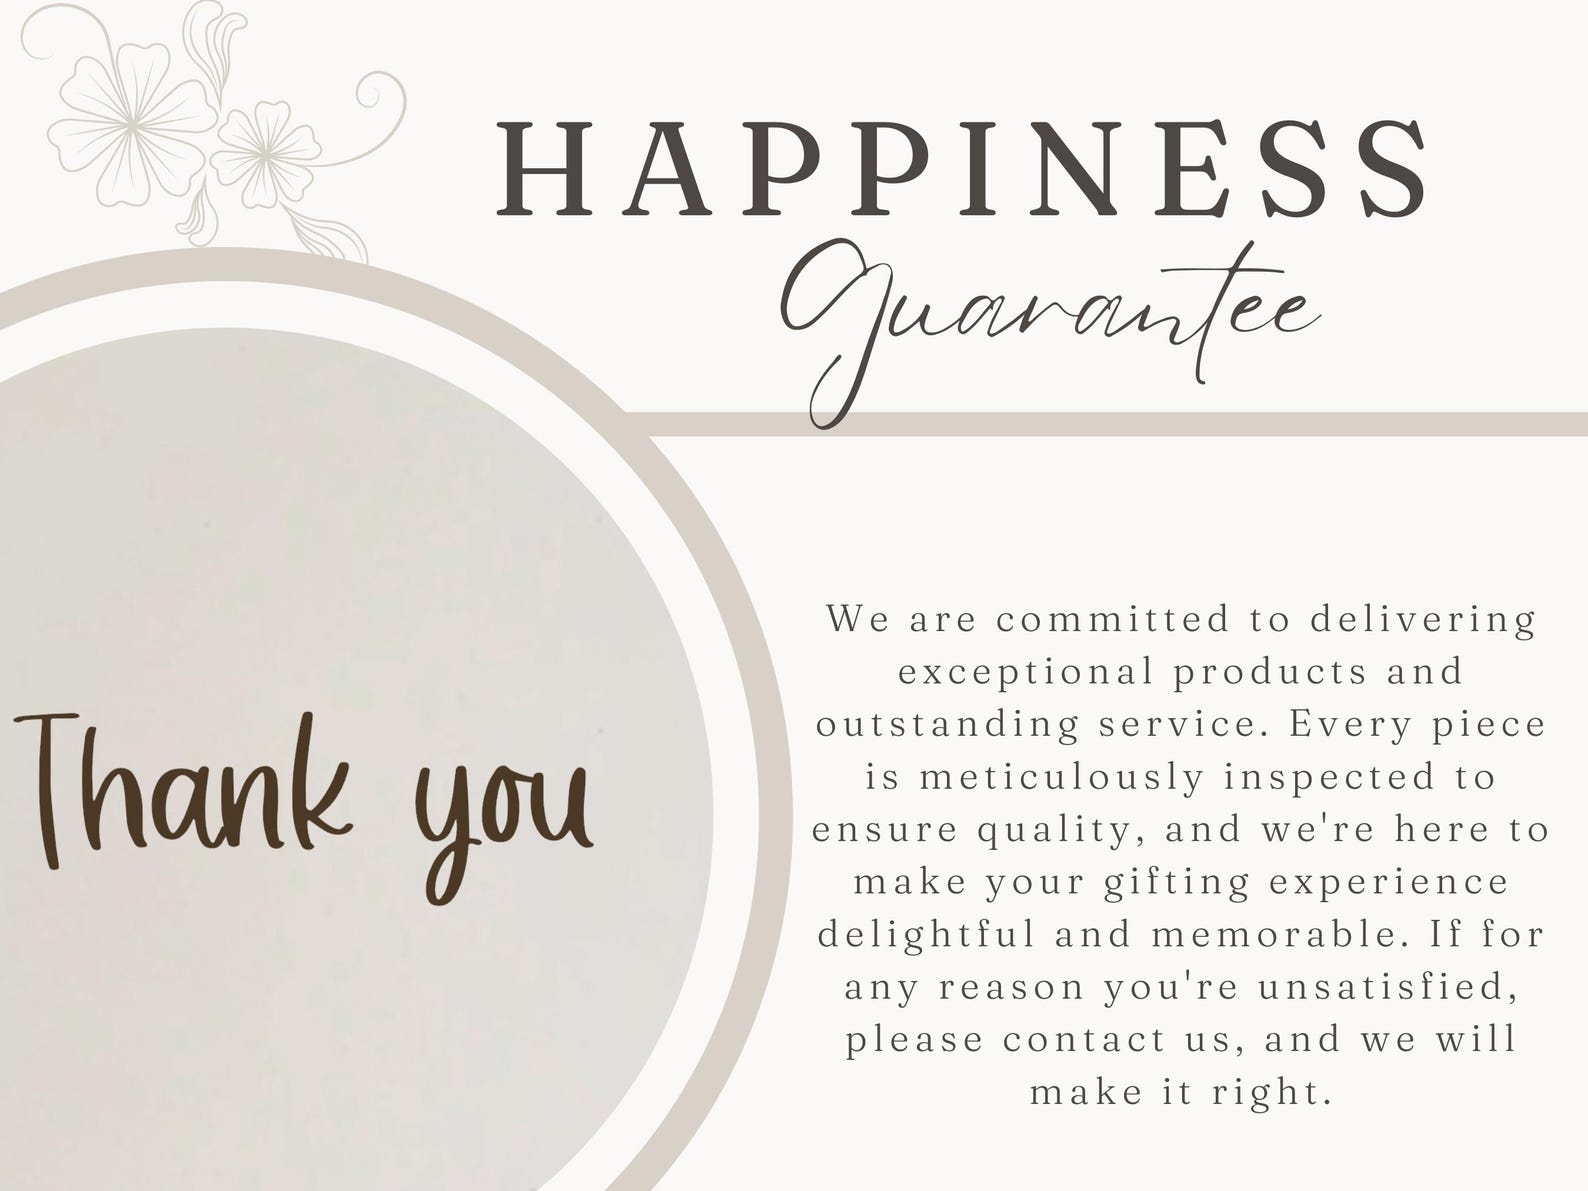 HAPPINESS
guarantee
Thank you
We are committed to delivering
exceptional products and
outstanding service. Every piece
is meticulously inspected to
ensure quality, and we're here to
make your gifting experience
delightful and memorable. If for
any reason you're unsatisfied,
please contact us, and we will
make it right.